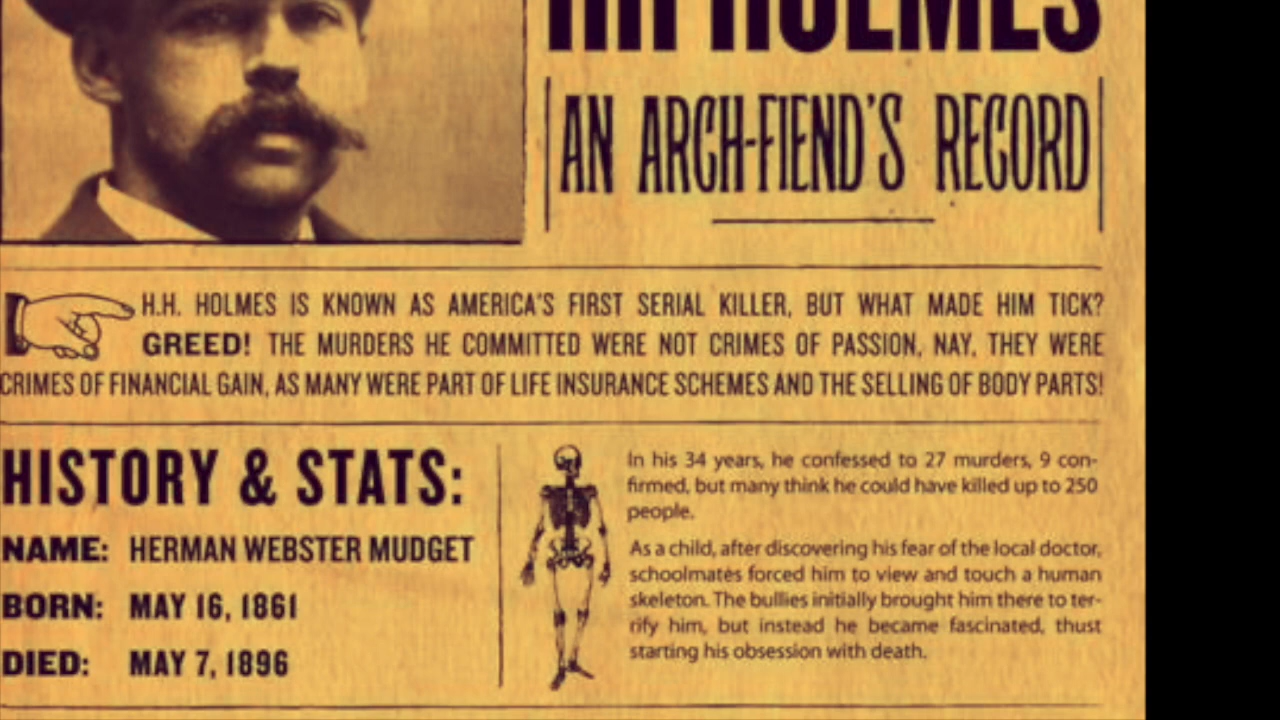 HH HOLMES
AN ARCH-FIEND'S RECORD
H.H. HOLMES IS KNOWN AS AMERICA'S FIRST SERIAL KILLER, BUT WHAT MADE HIM TICK?
GREED! THE MURDERS HE COMMITTED WERE NOT CRIMES OF PASSION, NAY, THEY WERE
CRIMES OF FINANCIAL GAIN, AS MANY WERE PART OF LIFE INSURANCE SCHEMES AND THE SELLING OF BODY PARTS!
HISTORY & STATS:
NAME: HERMAN WEBSTER MUDGET
BORN: MAY 16, 1861
DIED: MAY 7, 1896
In his 34 years, he confessed to 27 murders, 9 con-
firmed, but many think he could have killed up to 250
people.
As a child, after discovering his fear of the local doctor,
schoolmates forced him to view and touch a human
skeleton. The bullies initially brought him there to ter-
rify him, but instead he became fascinated, thust
starting his obsession with death.